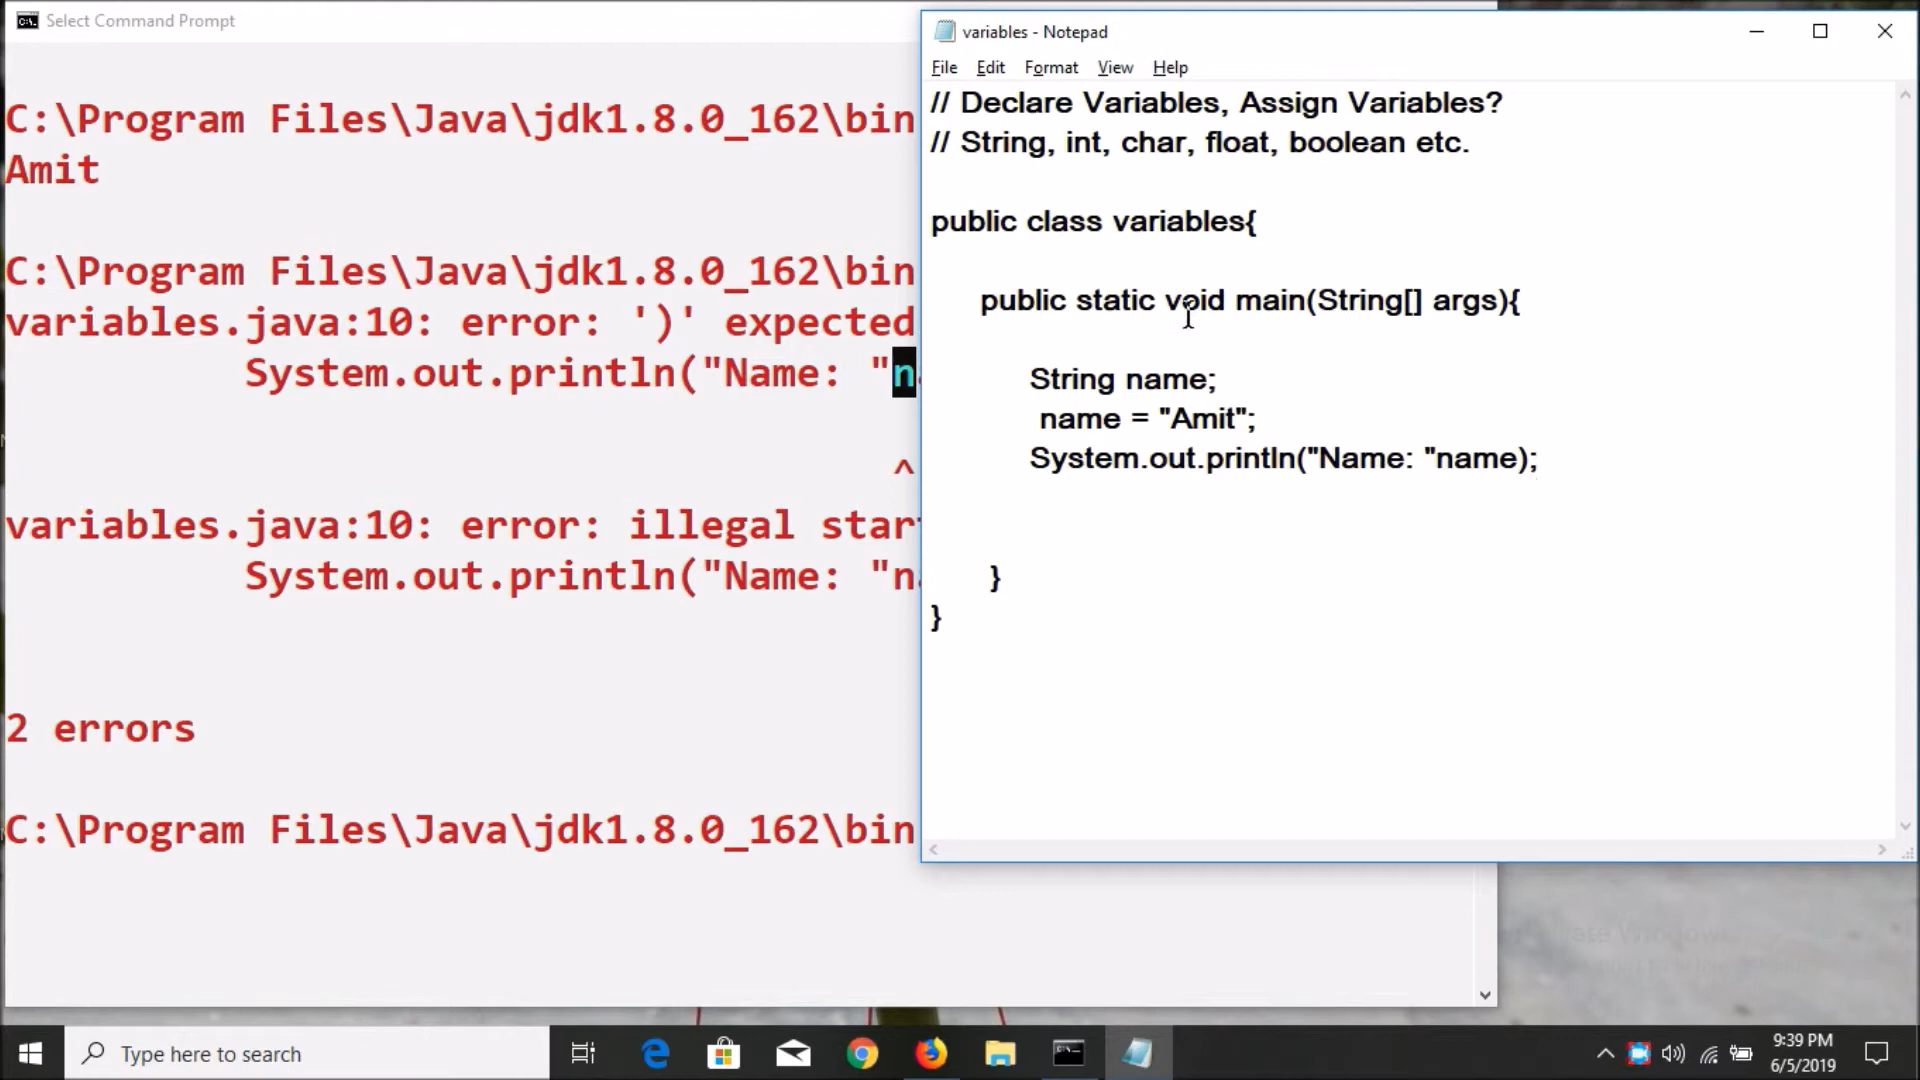 Select Command Prompt
C:\Program Files\Java\jdk1.8.0_162\bin
Amit
C:\Program Files\Java\jdk1.8.0_162\bin
variables.java:10: error: ')' expected
System.out.println("Name: "n
^
variables.java:10: error: illegal star
System.out.println("Name: "na
2 errors
C:\Program Files\Java\jdk1.8.0_162\bin
variables - Notepad
File Edit Format View Help
// Declare Variables, Assign Variables?
// String, int, char, float, boolean etc.
public class variables{
public static void main(String[] args){
String name;
name = "Amit";
System.out.println("Name: "name);
}
}
Type here to search
9:39 PM
6/5/2019